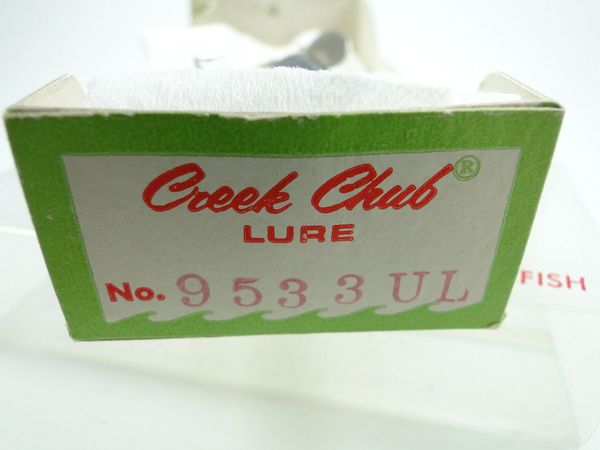 Creek Chub®
LURE
No. 9533UL
FISH